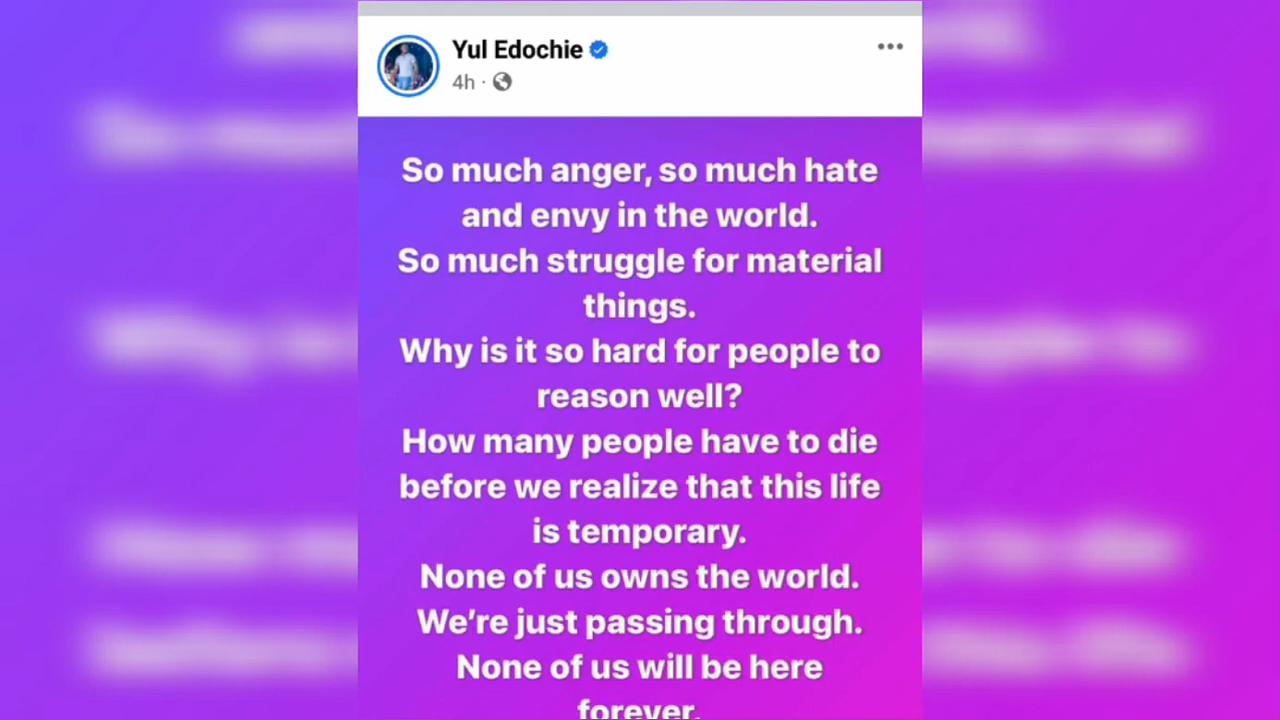 Yul Edochie
4h ·
So much anger, so much hate
and envy in the world.
So much struggle for material
things.
Why is it so hard for people to
reason well?
How many people have to die
before we realize that this life
is temporary.
None of us owns the world.
We're just passing through.
None of us will be here
forever.